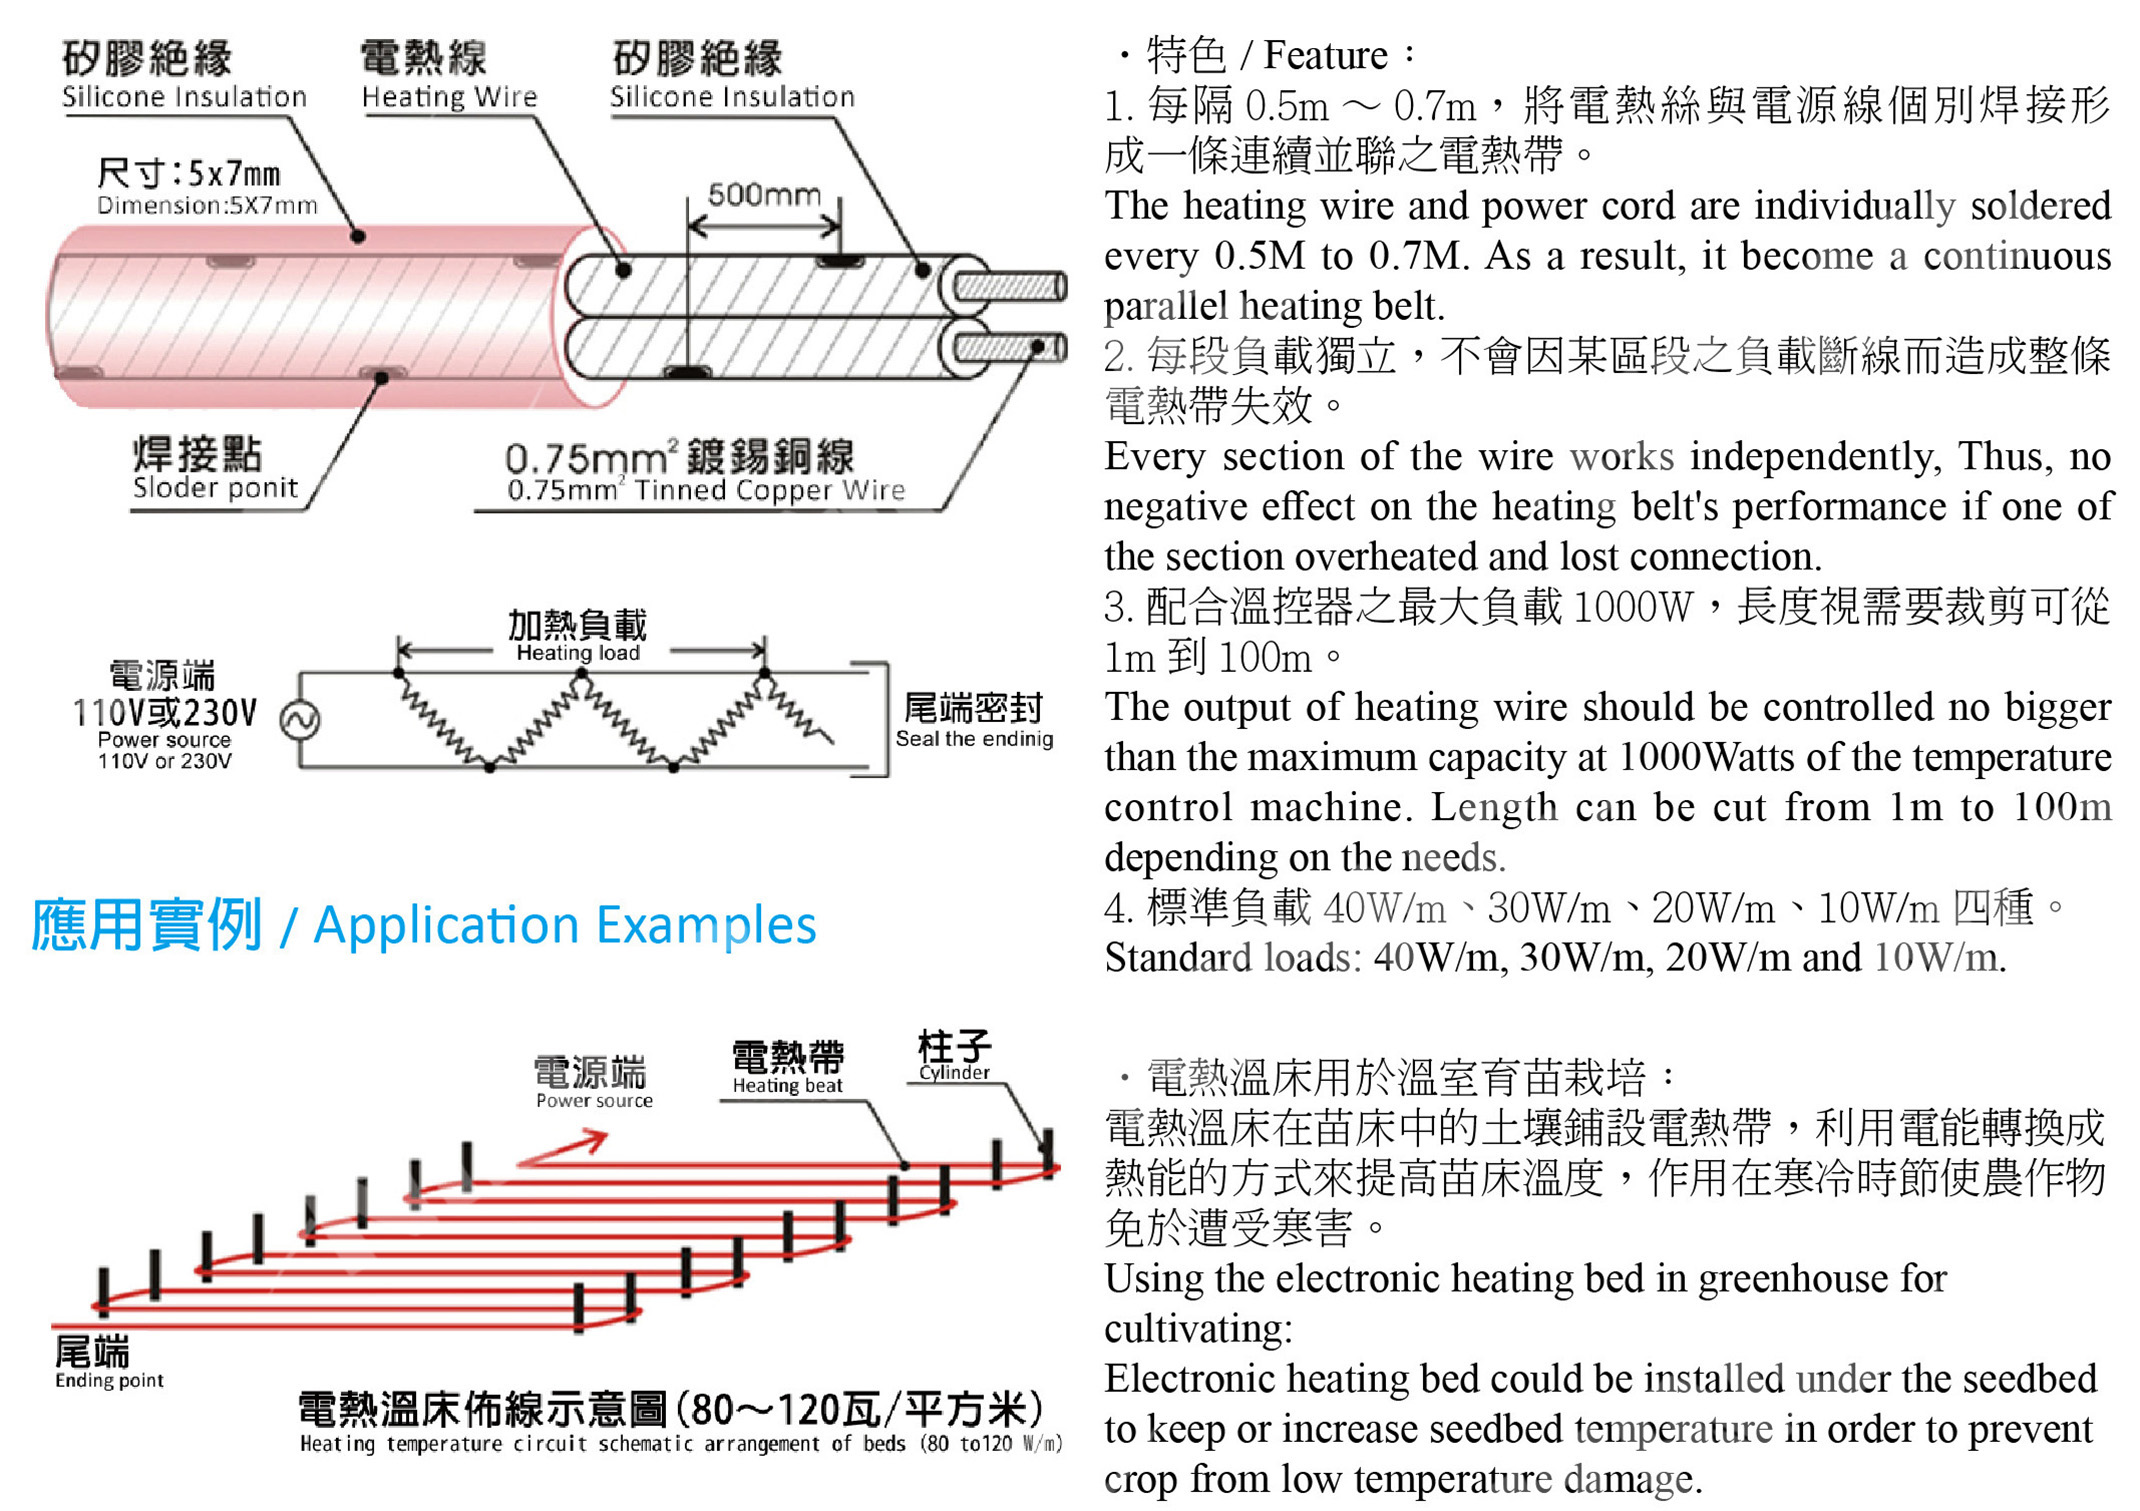 矽膠絕緣
Silicone Insulation
電熱線
Heating Wire
矽膠絕緣
Silicone Insulation
尺寸:5x7mm
Dimension:5X7mm
500mm
焊接點
Sloder ponit
0.75mm²鍍錫銅線
0.75mm² Tinned Copper Wire
加熱負載
Heating load
電源端
110V或230V
Power source
110V or 230V
尾端密封
Seal the endinig
應用實例 / Application Examples
電源端
Power source
電熱帶
Heating beat
柱子
Cylinder
尾端
Ending point
電熱溫床佈線示意圖(80～120瓦/平方米)
Heating temperature circuit schematic arrangement of beds (80 to120 W/m)
・特色 / Feature：
1. 每隔 0.5m ～ 0.7m，將電熱絲與電源線個別焊接形
成一條連續並聯之電熱帶。
The heating wire and power cord are individually soldered
every 0.5M to 0.7M. As a result, it become a continuous
parallel heating belt.
2. 每段負載獨立，不會因某區段之負載斷線而造成整條
電熱帶失效。
Every section of the wire works independently, Thus, no
negative effect on the heating belt's performance if one of
the section overheated and lost connection.
3. 配合溫控器之最大負載 1000W，長度視需要裁剪可從
1m 到 100m。
The output of heating wire should be controlled no bigger
than the maximum capacity at 1000Watts of the temperature
control machine. Length can be cut from 1m to 100m
depending on the needs.
4. 標準負載 40W/m、30W/m、20W/m、10W/m 四種。
Standard loads: 40W/m, 30W/m, 20W/m and 10W/m.
・電熱溫床用於溫室育苗栽培：
電熱溫床在苗床中的土壤鋪設電熱帶，利用電能轉換成
熱能的方式來提高苗床溫度，作用在寒冷時節使農作物
免於遭受寒害。
Using the electronic heating bed in greenhouse for
cultivating:
Electronic heating bed could be installed under the seedbed
to keep or increase seedbed temperature in order to prevent
crop from low temperature damage.